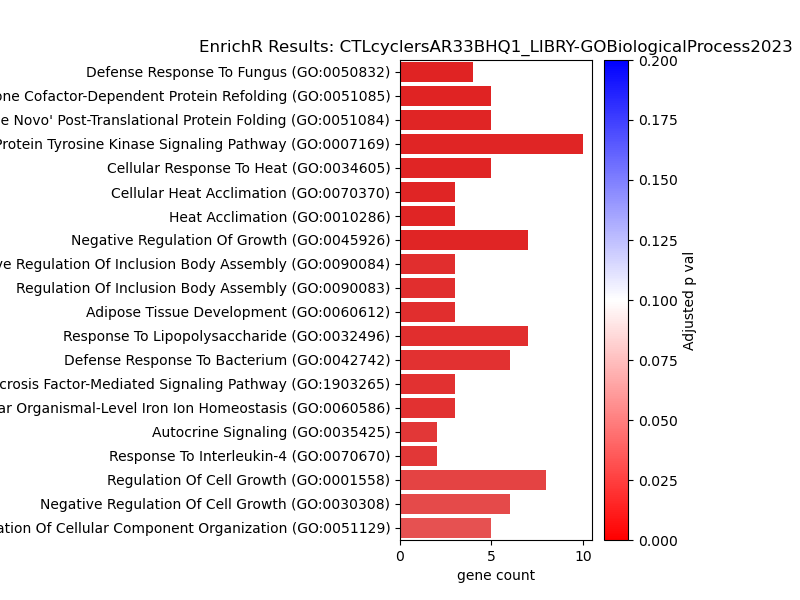 EnrichR Results: CTLcyclersAR33BHQ1_LIBRY-GOBiologicalProcess2023
Defense Response To Fungus (GO:0050832)
Cofactor-Dependent Protein Refolding (GO:0051085)
Novo' Post-Translational Protein Folding (GO:0051084)
Protein Tyrosine Kinase Signaling Pathway (GO:0007169)
Cellular Response To Heat (GO:0034605)
Cellular Heat Acclimation (GO:0070370)
Heat Acclimation (GO:0010286)
Negative Regulation Of Growth (GO:0045926)
Regulation Of Inclusion Body Assembly (GO:0090084)
Regulation Of Inclusion Body Assembly (GO:0090083)
Adipose Tissue Development (GO:0060612)
Response To Lipopolysaccharide (GO:0032496)
Defense Response To Bacterium (GO:0042742)
Factor-Mediated Signaling Pathway (GO:1903265)
Organismal-Level Iron Ion Homeostasis (GO:0060586)
Autocrine Signaling (GO:0035425)
Response To Interleukin-4 (GO:0070670)
Regulation Of Cell Growth (GO:0001558)
Negative Regulation Of Cell Growth (GO:0030308)
Of Cellular Component Organization (GO:0051129)
0 5 10
gene count
0.200
0.175
0.150
0.125
0.100
0.075
0.050
0.025
0.000
Adjusted p val